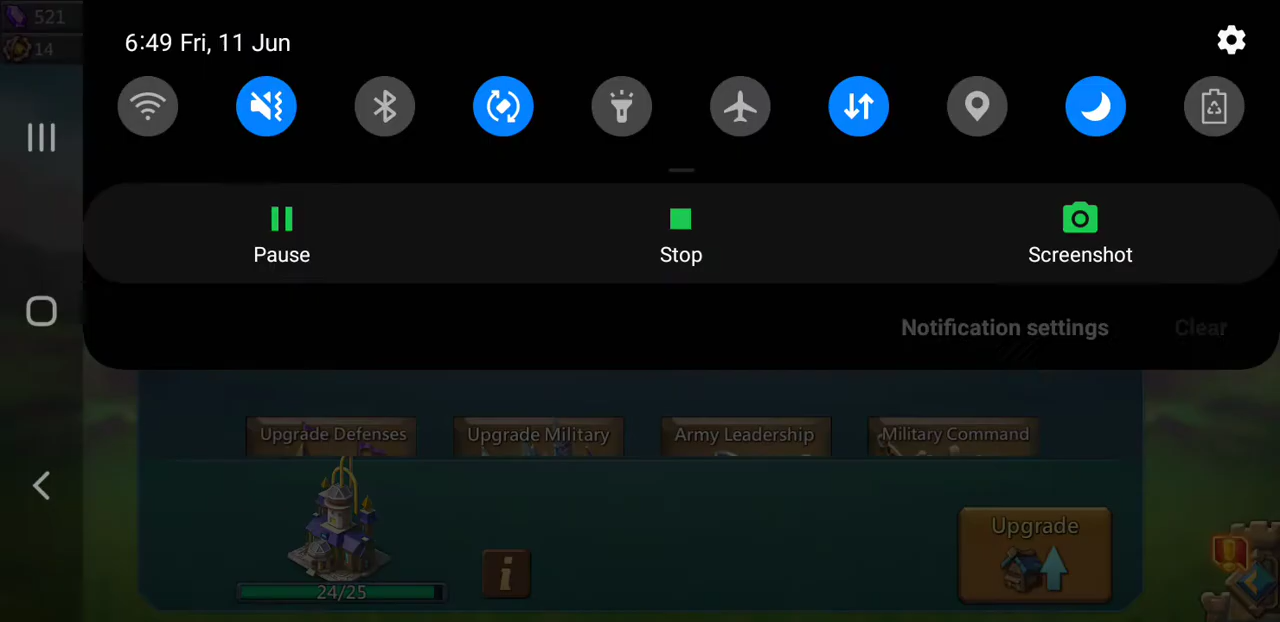 521
14
6:49 Fri, 11 Jun
Pause
Stop
Screenshot
Notification settings
Clear
Upgrade Defenses
Upgrade Military
Army Leadership
Military Command
Upgrade
i
24/25